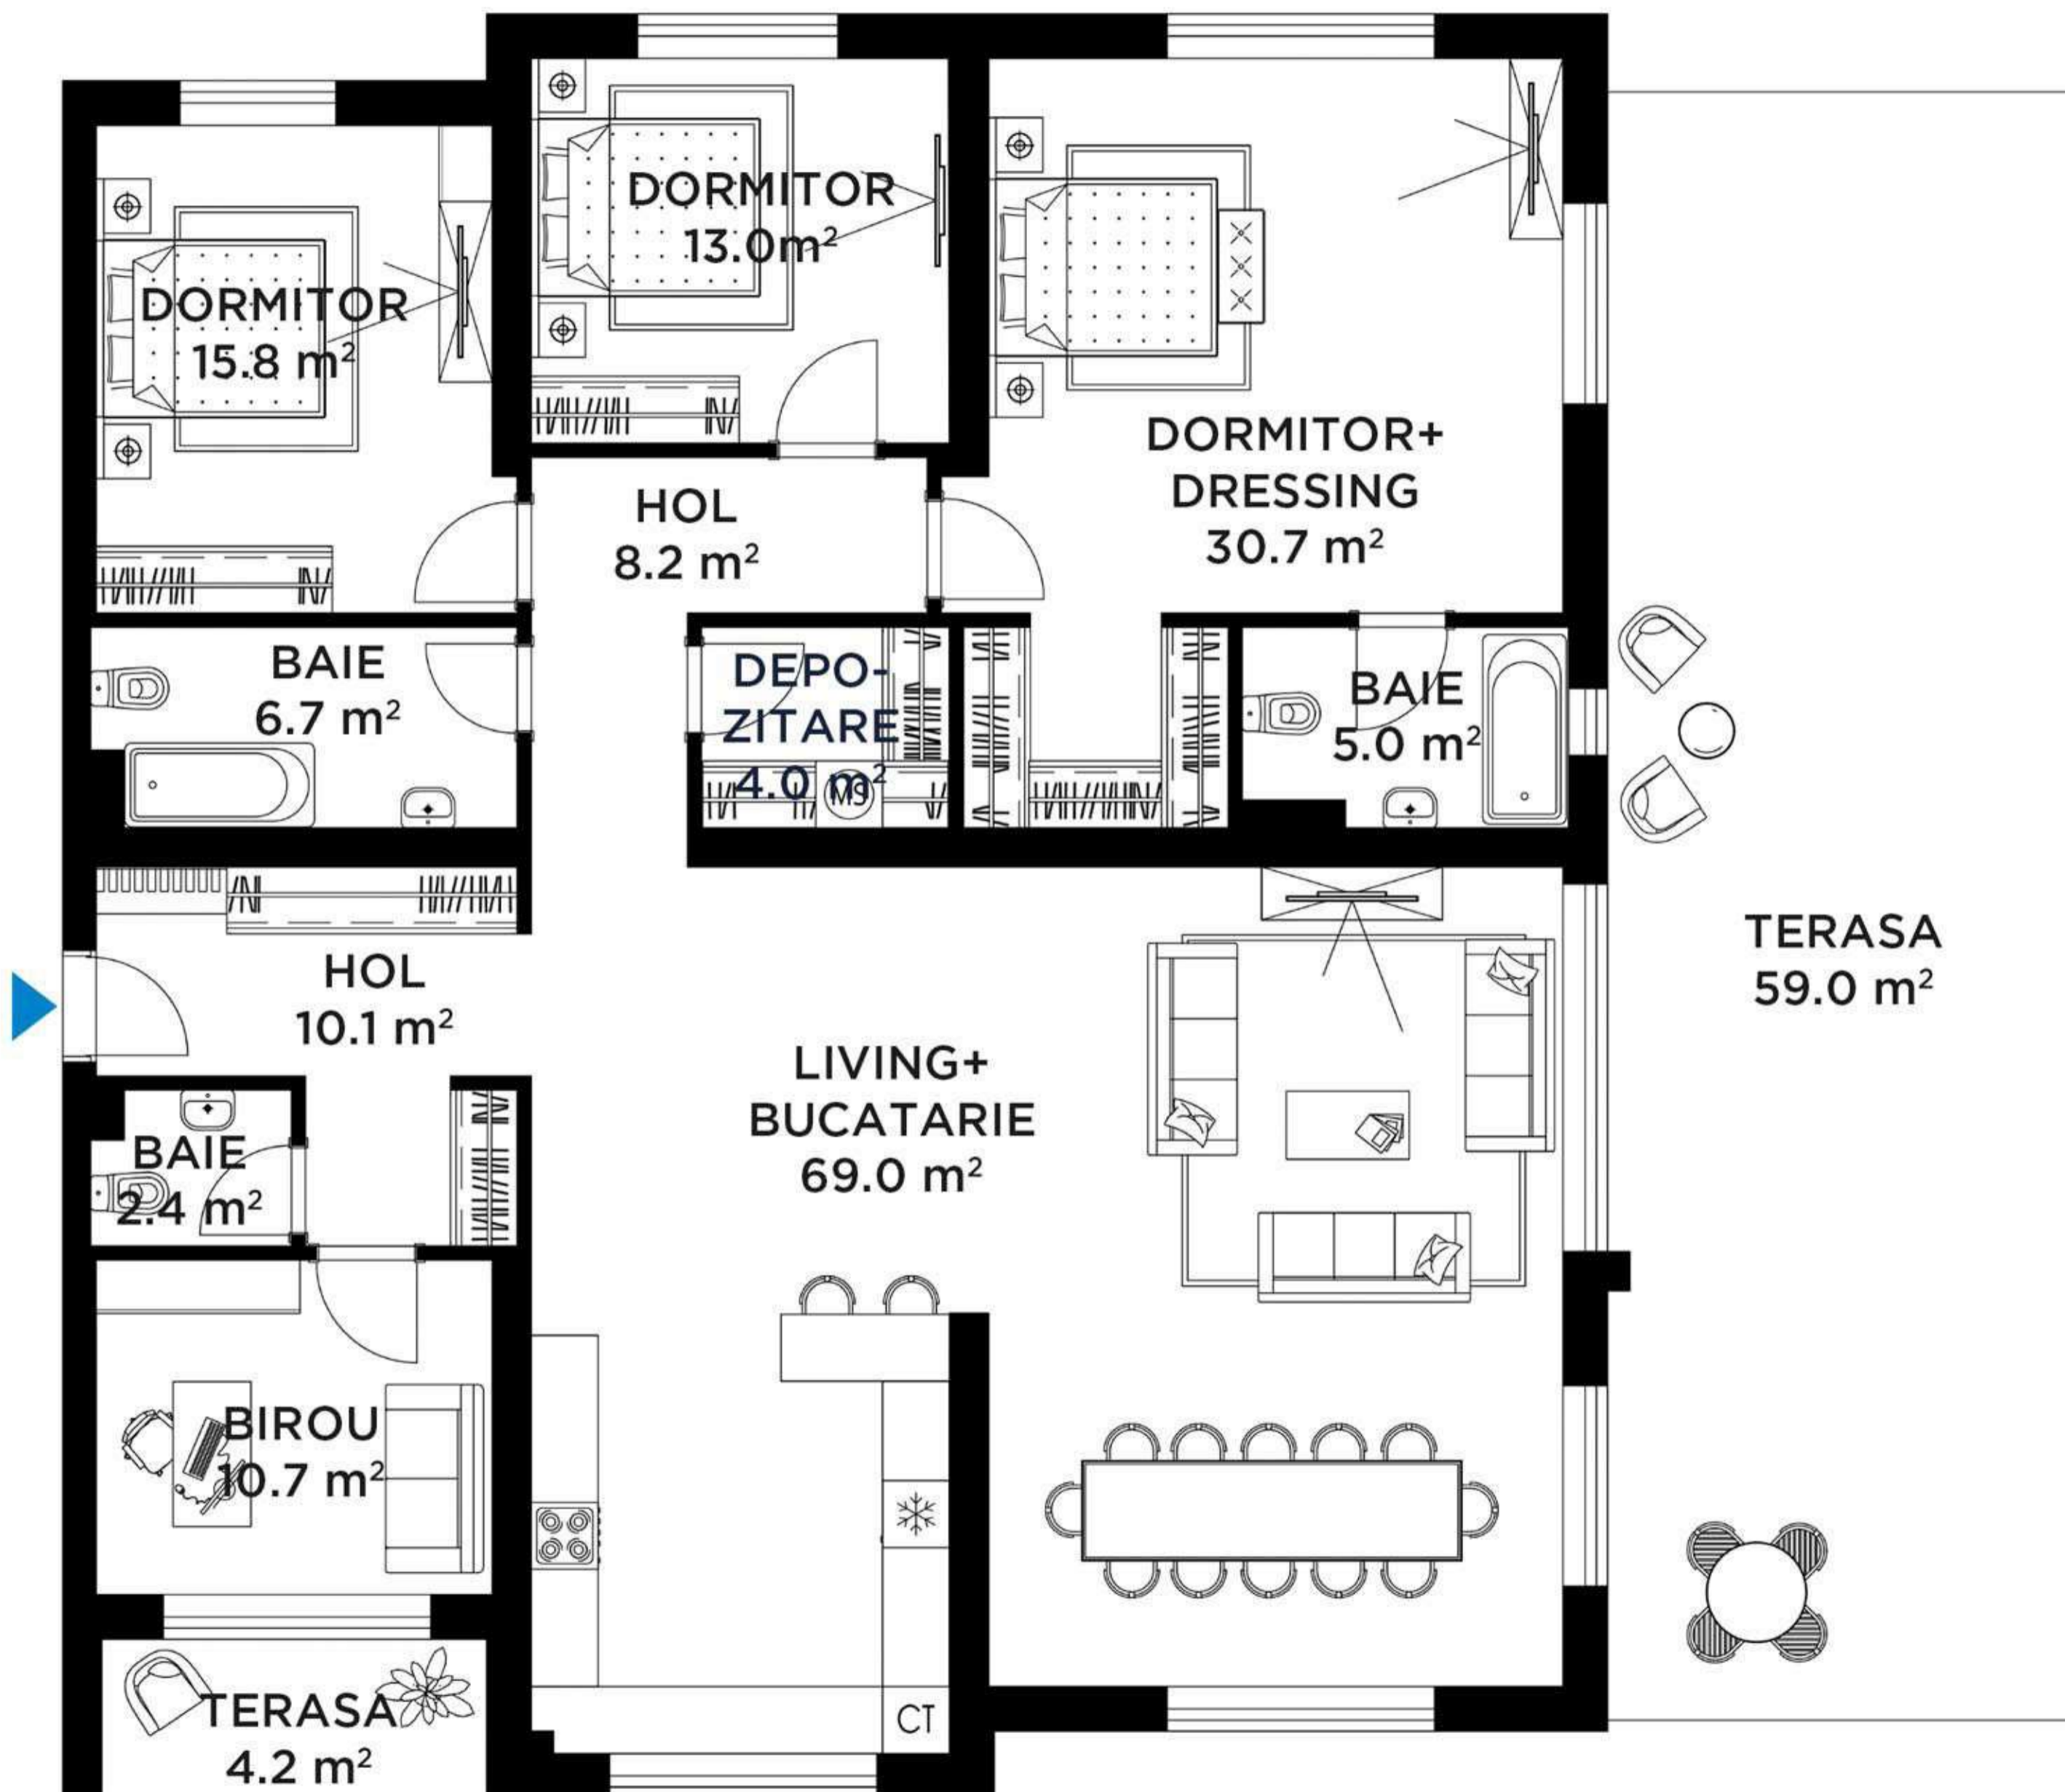 DORMITOR
13.0m²
DORMITOR
15.8 m²
DORMITOR+
DRESSING
30.7 m²
HOL
8.2 m²
BAIE
6.7 m²
DEPO-
ZITARE
4.0 m²
MS
BAIE
5.0 m²
HOL
10.1 m²
TERASA
59.0 m²
LIVING+
BUCATARIE
69.0 m²
BAIE
2.4 m²
BIROU
10.7 m²
TERASA
4.2 m²
CT